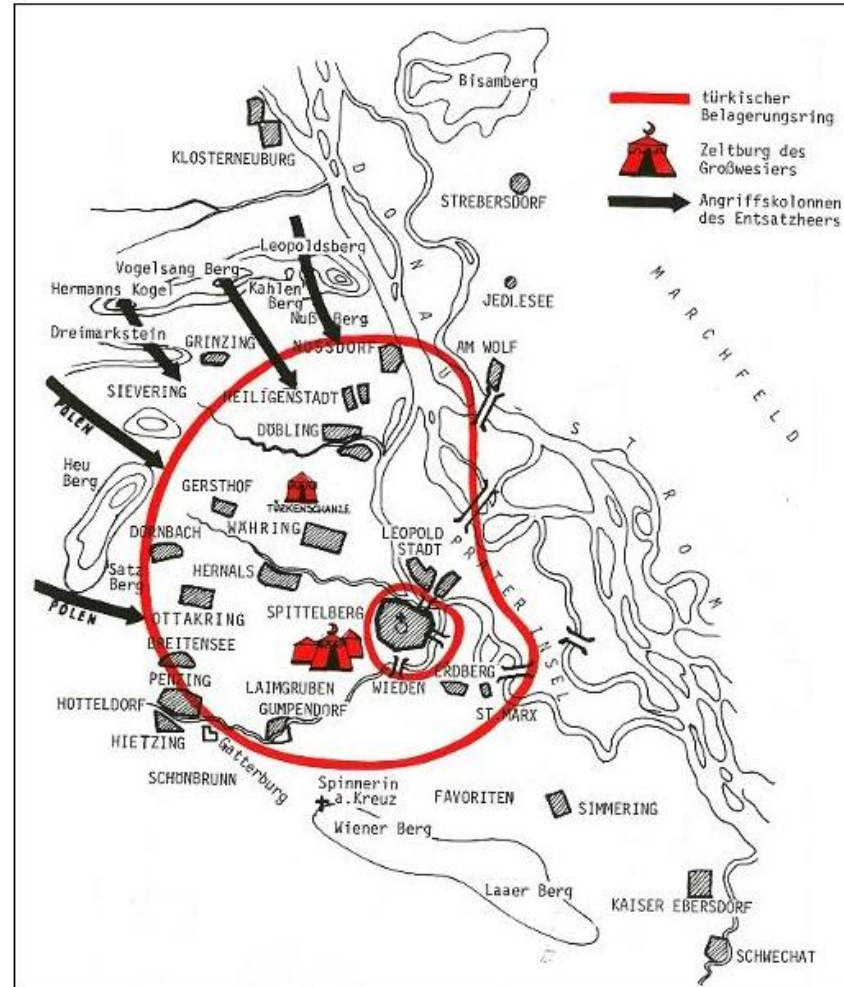 Bisamberg
türkischer
Belagerungsring
Zeltburg des
Großwesiers
Angriffskolonnen
des Entsatzheers
KLOSTERNEUBURG
STREBERSDORF
DONAU
STROM
MARCHFELD
Leopoldsberg
Vogelsang Berg
Kahlen
Berg
Hermanns Kogel
JEDLESEE
Nuß Berg
Dreimarkstein
GRINZING
NUSSDORF
AM WOLF
SIEVERING
HEILIGENSTADT
POLEN
DÖBLING
Heu
Berg
GERSTHOF
TÜRKENSCHANZE
WÄHRING
DORNBACH
LEOPOLD
STADT
PRATER INSEL
HERNALS
Satz
Berg
POLEN
OTTAKRING
SPITTELBERG
BREITENSEE
PENZING
LAIMGRUBEN
WIEDEN
ERDBERG
HOTTELDORF
GUMPENDORF
ST.MARX
HIETZING
Gatterburg
SCHÖNBRUNN
Spinnerin
a.Kreuz
FAVORITEN
SIMMERING
Wiener Berg
Laaer Berg
KAISER EBERSDORF
SCHWECHAT